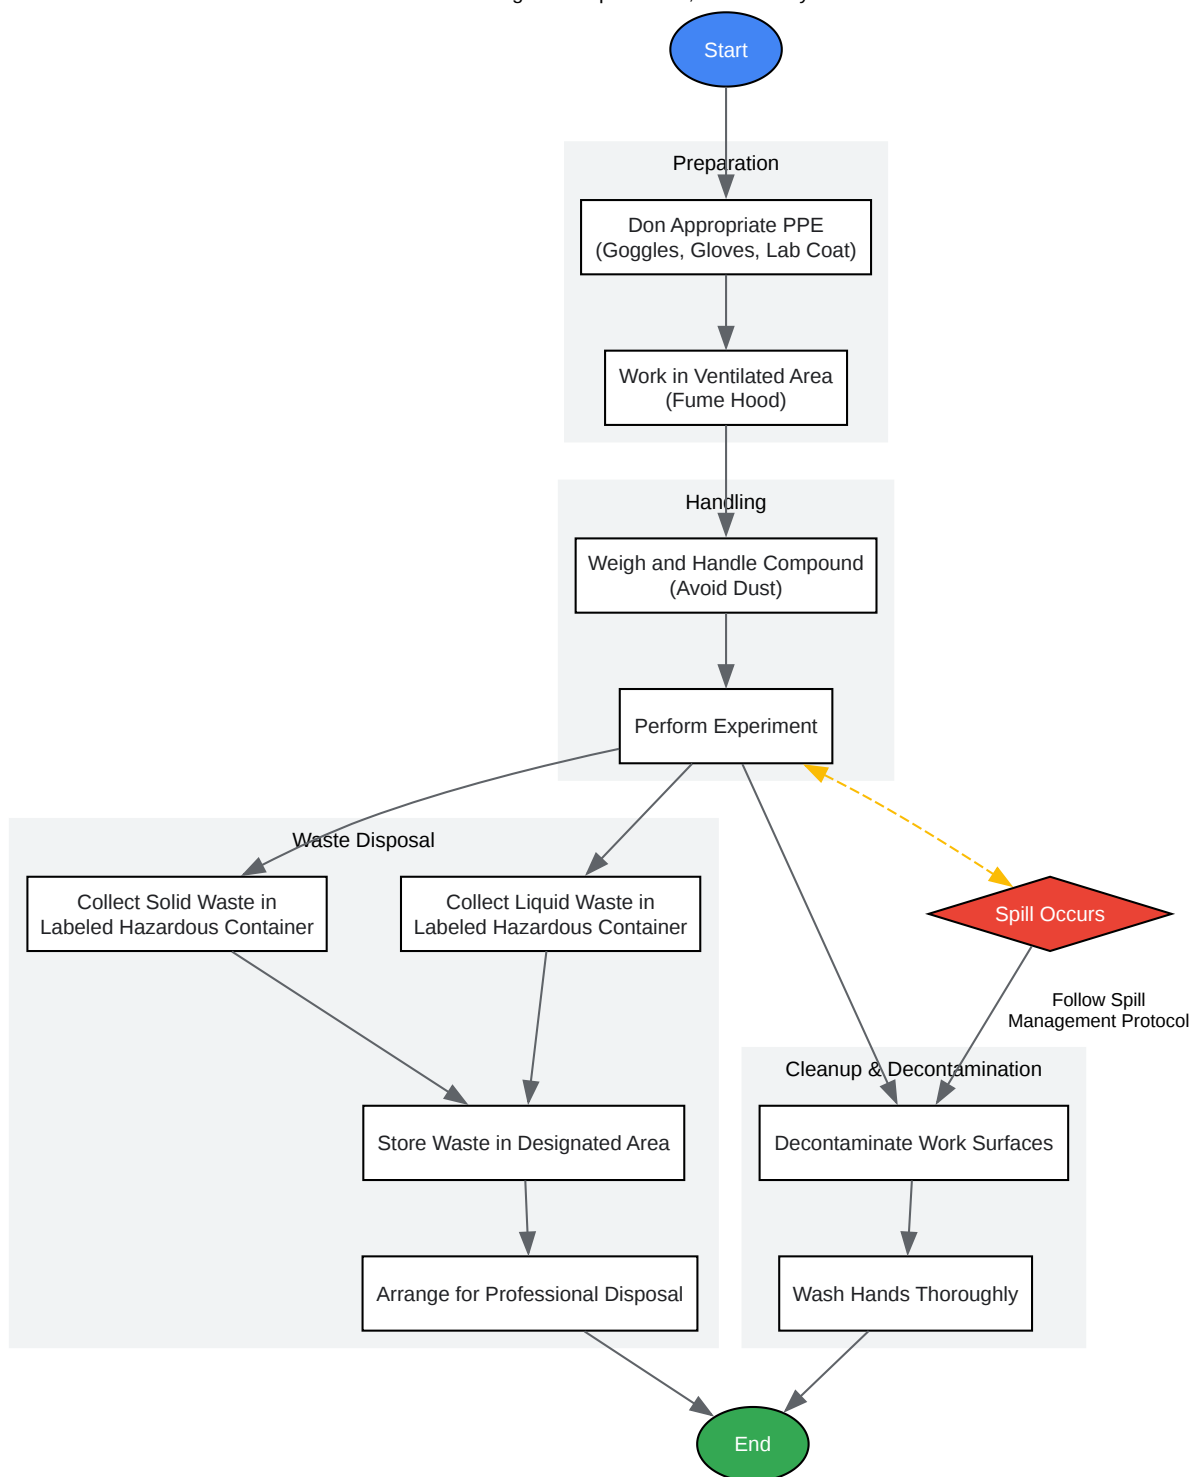 Start
Preparation
Don Appropriate PPE
(Goggles, Gloves, Lab Coat)
Work in Ventilated Area
(Fume Hood)
Handling
Weigh and Handle Compound
(Avoid Dust)
Perform Experiment
Waste Disposal
Collect Solid Waste in
Labeled Hazardous Container
Collect Liquid Waste in
Labeled Hazardous Container
Spill Occurs
Follow Spill
Management Protocol
Cleanup & Decontamination
Store Waste in Designated Area
Decontaminate Work Surfaces
Arrange for Professional Disposal
Wash Hands Thoroughly
End